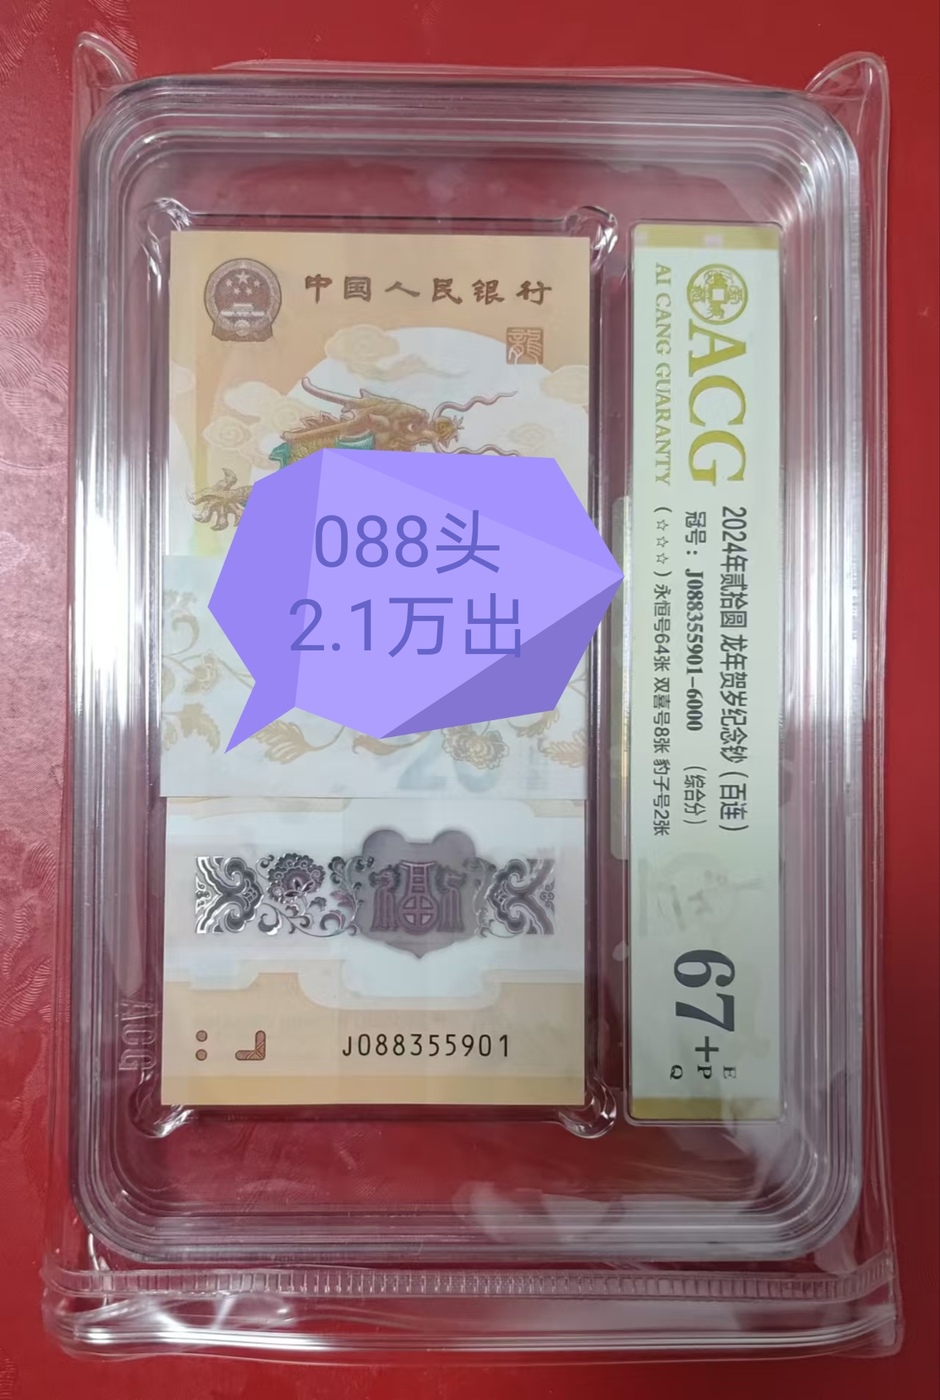 中国人民银行
龍
088头
2.1万出
J088355901
ACG
AI CANG GUARANTY
2024年贰拾圆 龙年贺岁纪念钞（百连）
冠号：J088355901-6000 （综合分）
（☆☆☆）永恒号64张 双喜号8张 豹子号2张
67+
E
P
Q
ACG